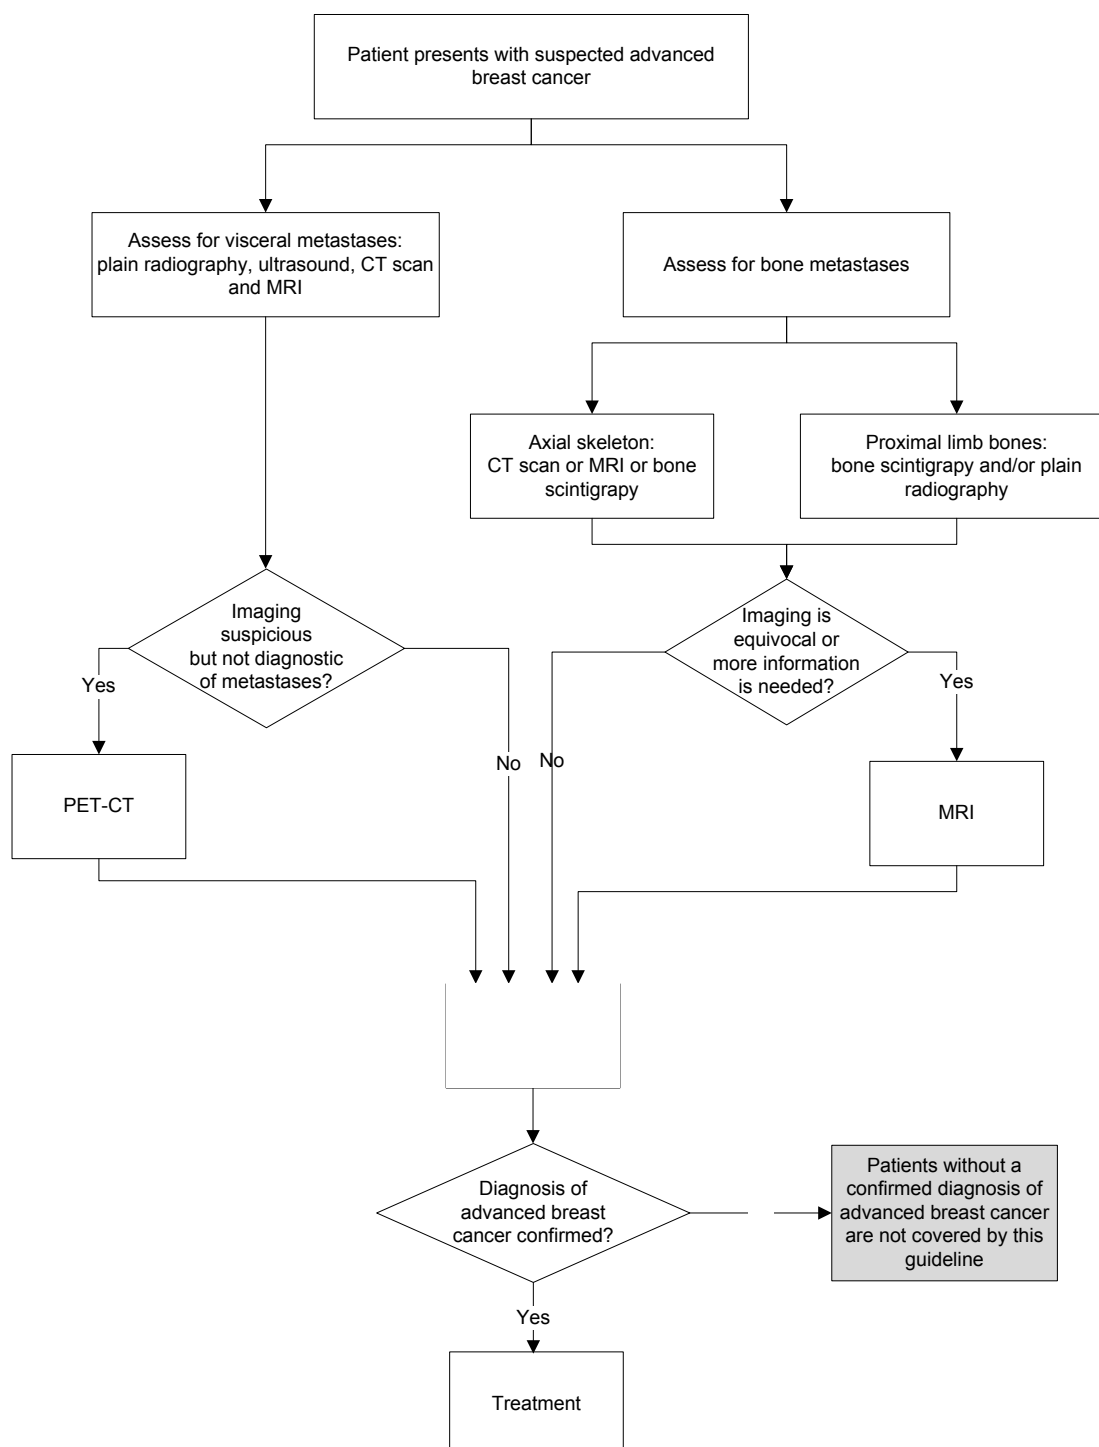 Patient presents with suspected advanced
breast cancer
Assess for visceral metastases:
plain radiography, ultrasound, CT scan
and MRI
Assess for bone metastases
Axial skeleton:
CT scan or MRI or bone
scintigrapy
Proximal limb bones:
bone scintigrapy and/or plain
radiography
Imaging
suspicious
but not diagnostic
of metastases?
Imaging is
equivocal or
more information
is needed?
Yes
Yes
No
No
PET-CT
MRI
Diagnosis of
advanced breast
cancer confirmed?
Patients without a
confirmed diagnosis of
advanced breast cancer
are not covered by this
guideline
Yes
Treatment